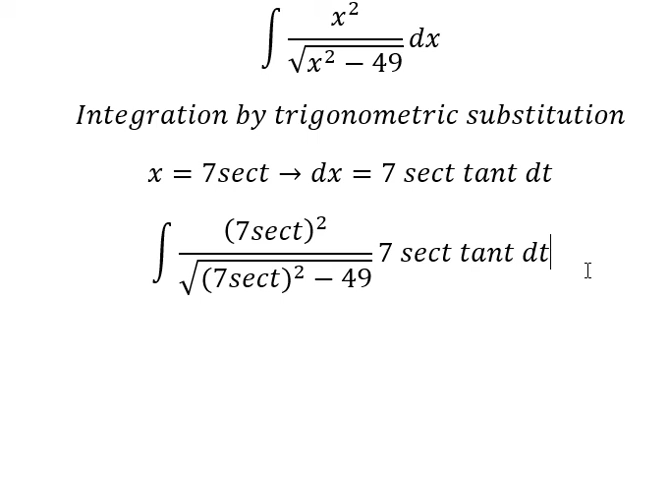 ∫ x² / √(x² − 49) dx
Integration by trigonometric substitution
x = 7sect → dx = 7 sect tant dt
∫ (7sect)² / √((7sect)² − 49) 7 sect tant dt